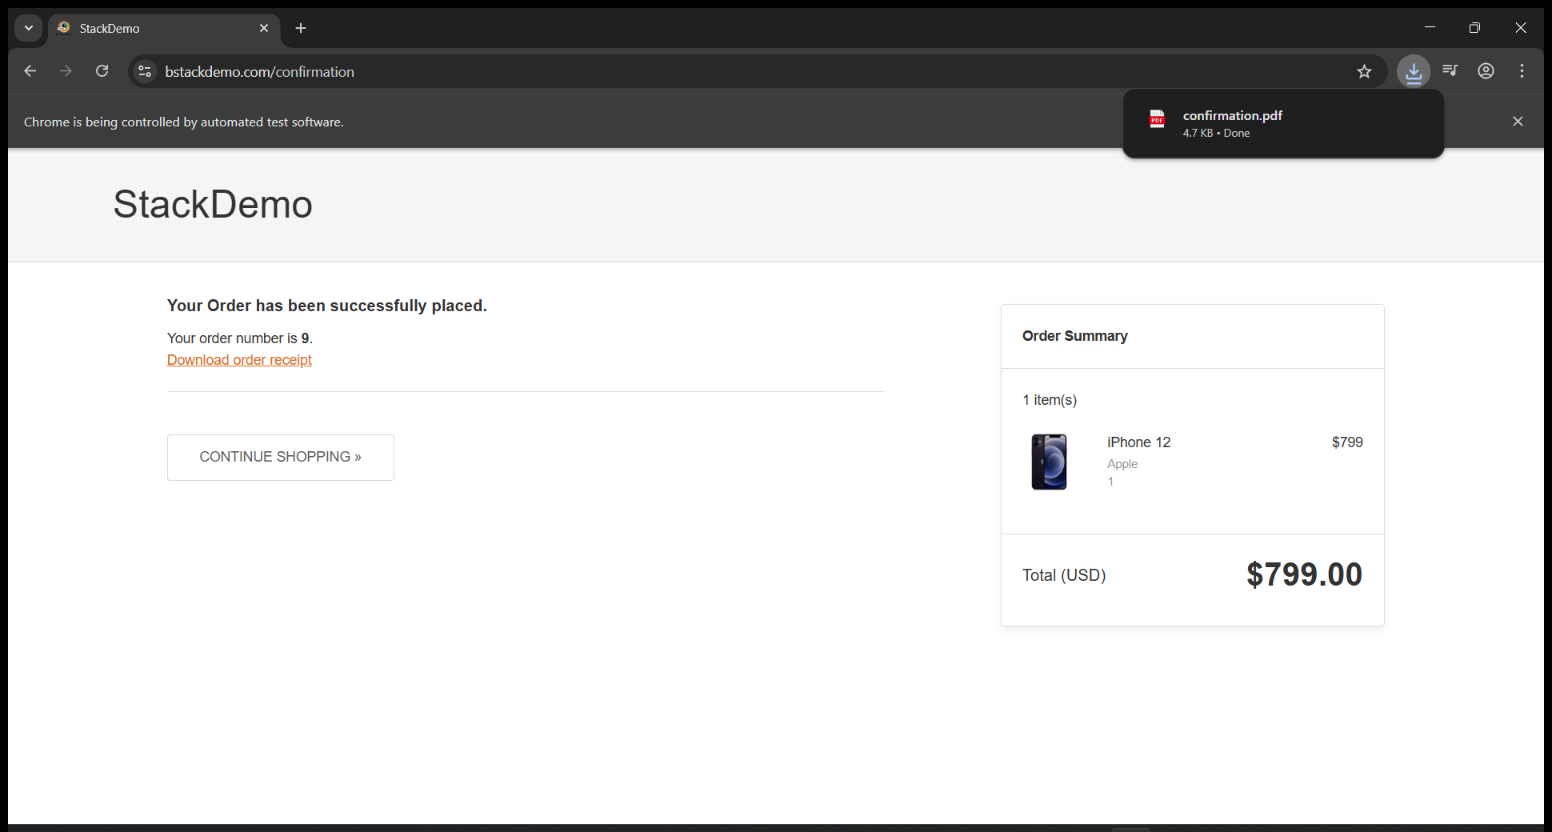 StackDemo
bstackdemo.com/confirmation
Chrome is being controlled by automated test software.
confirmation.pdf
4.7 KB • Done
StackDemo
Your Order has been successfully placed.
Your order number is 9.
Download order receipt
CONTINUE SHOPPING »
Order Summary
1 item(s)
iPhone 12 $799
Apple
1
Total (USD) $799.00